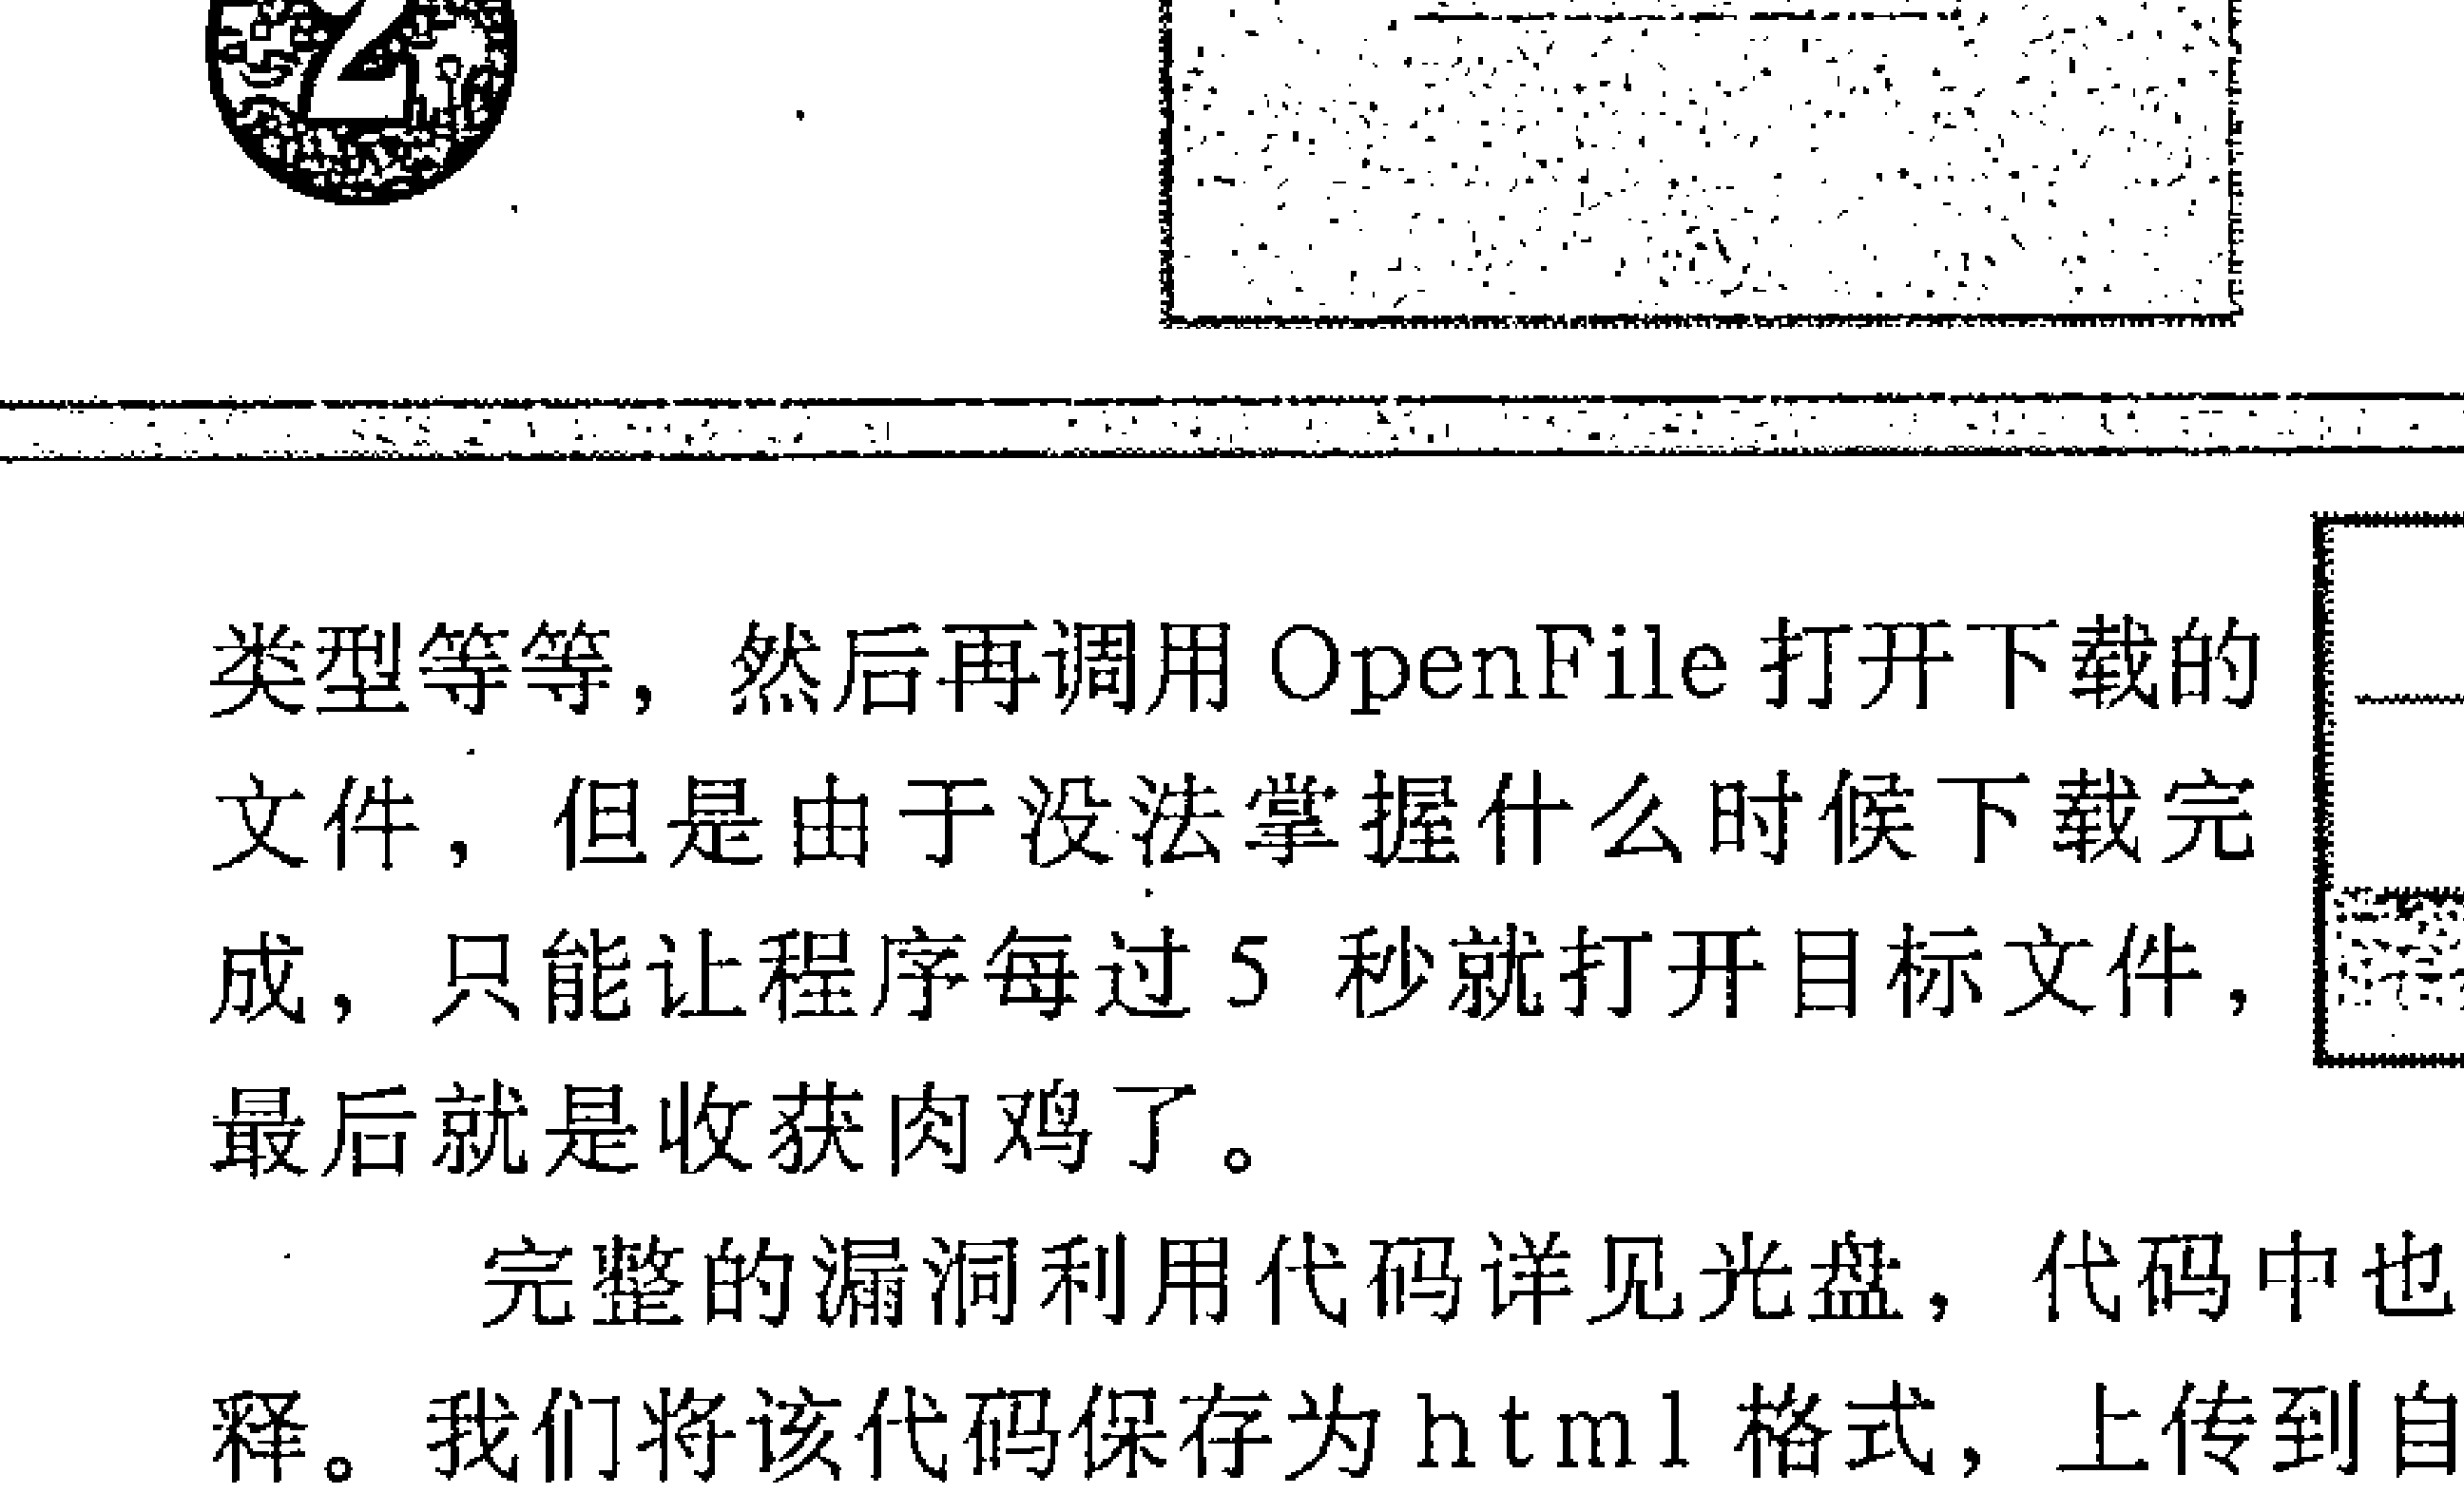 2
类型等等，然后再调用 OpenFile 打开下载的
文件，但是由于没法掌握什么时候下载完
成，只能让程序每过 5 秒就打开目标文件，
最后就是收获肉鸡了。
完整的漏洞利用代码详见光盘，代码中也
释。我们将该代码保存为 html 格式，上传到自